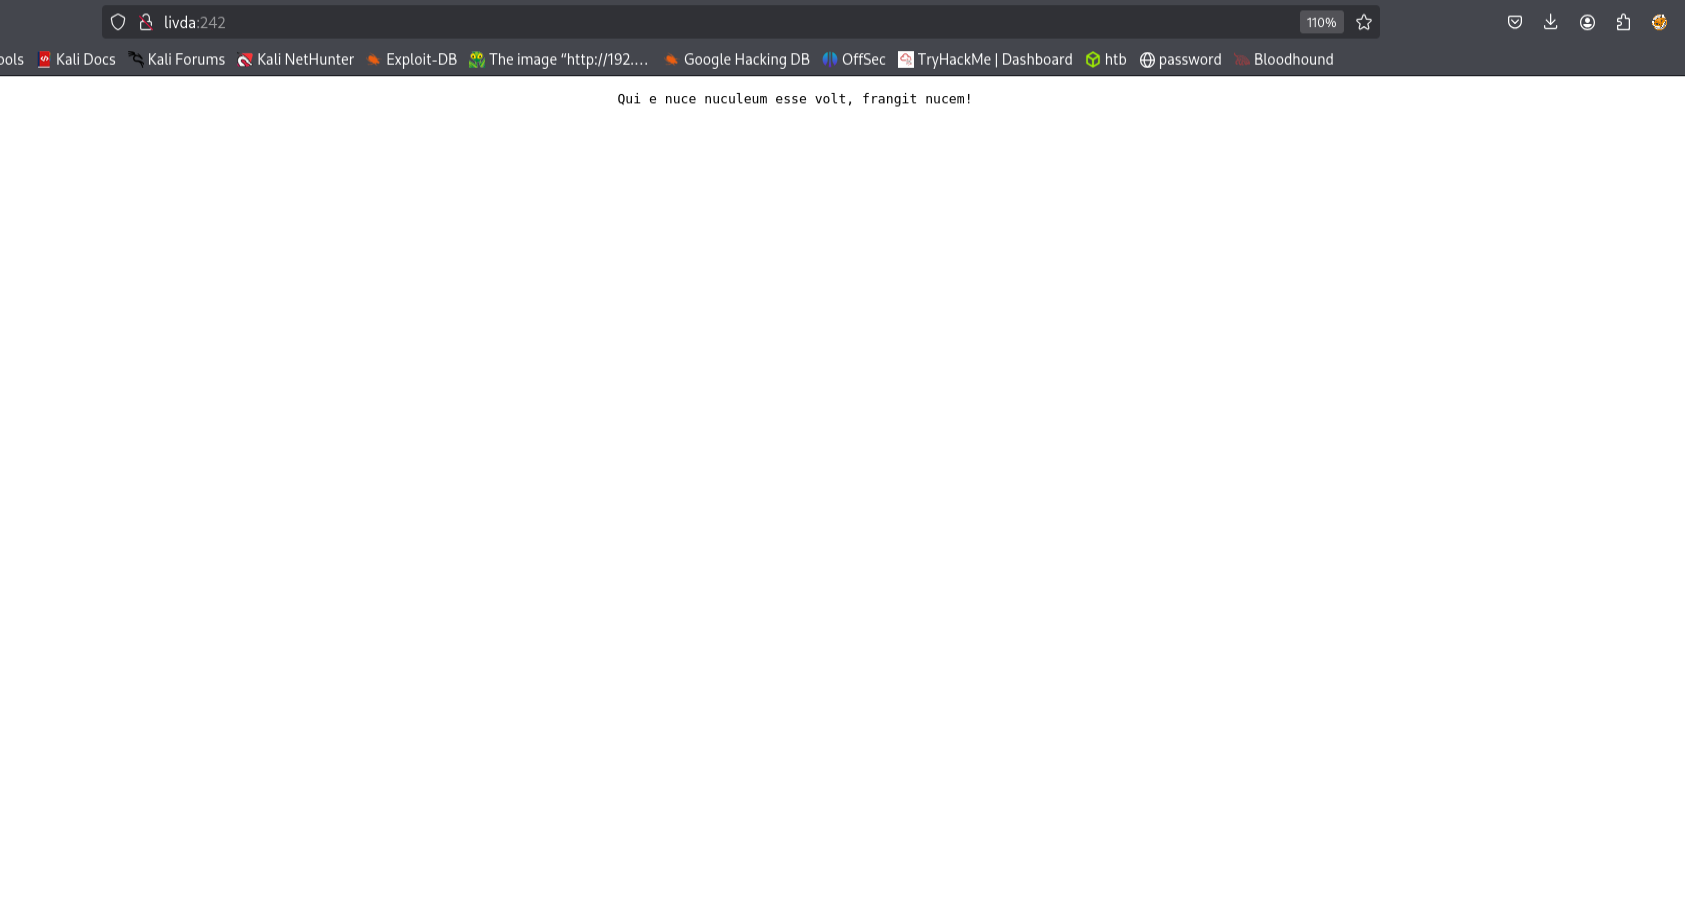 livda:242
110%
ools Kali Docs Kali Forums Kali NetHunter Exploit-DB The image “http://192.... Google Hacking DB OffSec TryHackMe | Dashboard htb password Bloodhound
Qui e nuce nuculeum esse volt, frangit nucem!